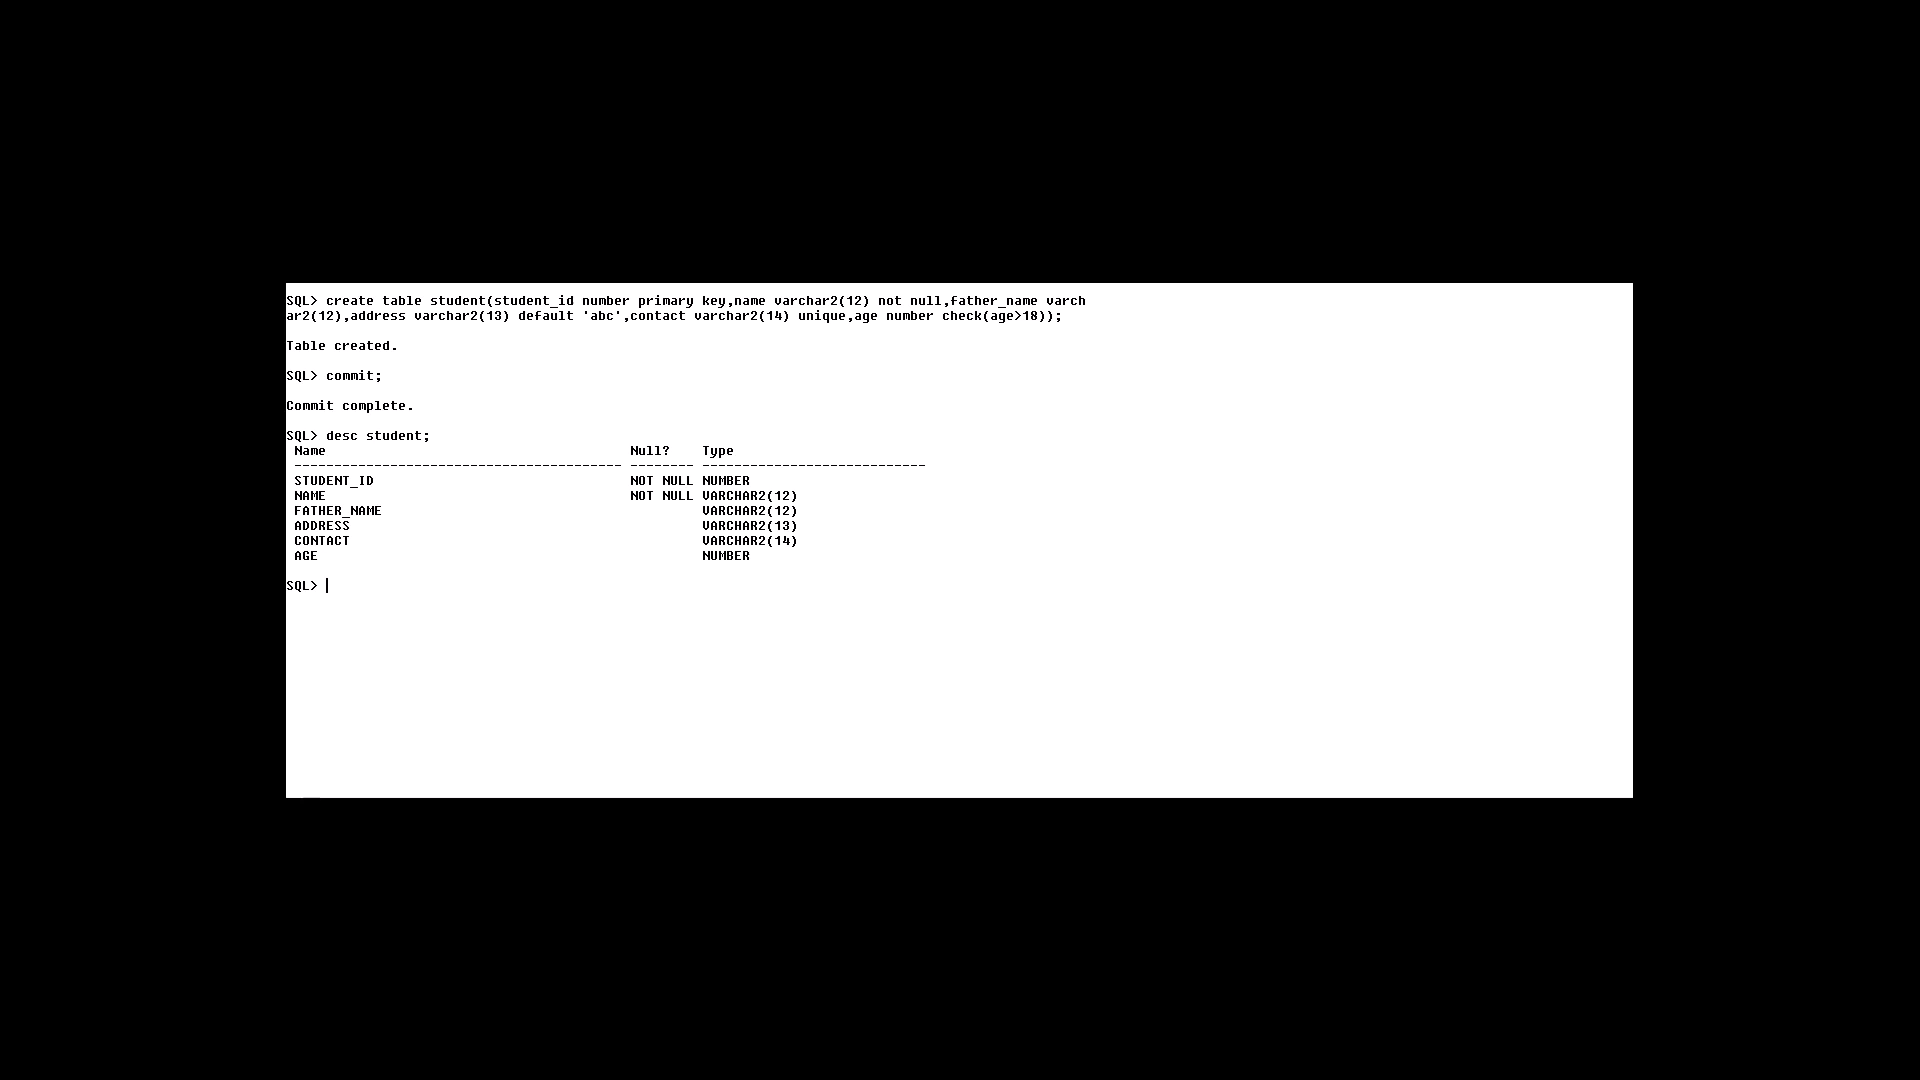 SQL> create table student(student_id number primary key,name varchar2(12) not null,father_name varch
ar2(12),address varchar2(13) default 'abc',contact varchar2(14) unique,age number check(age>18));
Table created.
SQL> commit;
Commit complete.
SQL> desc student;
 Name                                      Null?    Type
 ----------------------------------------- -------- ----------------------------
 STUDENT_ID                                NOT NULL NUMBER
 NAME                                      NOT NULL VARCHAR2(12)
 FATHER_NAME                                        VARCHAR2(12)
 ADDRESS                                            VARCHAR2(13)
 CONTACT                                            VARCHAR2(14)
 AGE                                                NUMBER
SQL>